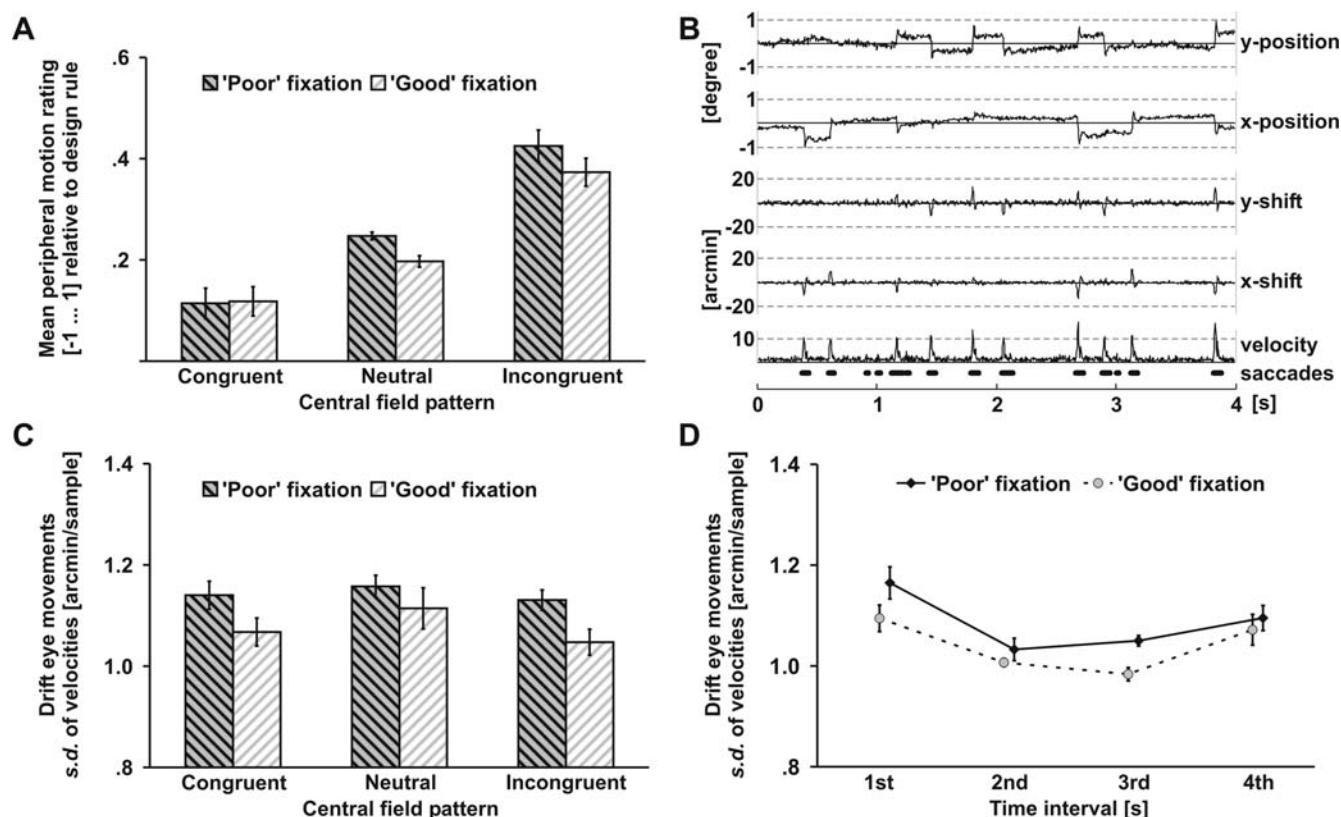 A
Mean peripheral motion rating
[-1 ... 1] relative to design rule
.6
.4
.2
'Poor' fixation
'Good' fixation
Congruent
Neutral
Incongruent
Central field pattern
B
[degree]
[arcmin]
1
-1
y-position
1
-1
x-position
20
-20
y-shift
20
-20
x-shift
10
velocity
saccades
0
1
2
3
4
[s]
C
Drift eye movements
s.d. of velocities [arcmin/sample]
1.4
1.2
1.0
.8
'Poor' fixation
'Good' fixation
Congruent
Neutral
Incongruent
Central field pattern
D
Drift eye movements
s.d. of velocities [arcmin/sample]
1.4
1.2
1.0
.8
'Poor' fixation
'Good' fixation
1st
2nd
3rd
4th
Time interval [s]